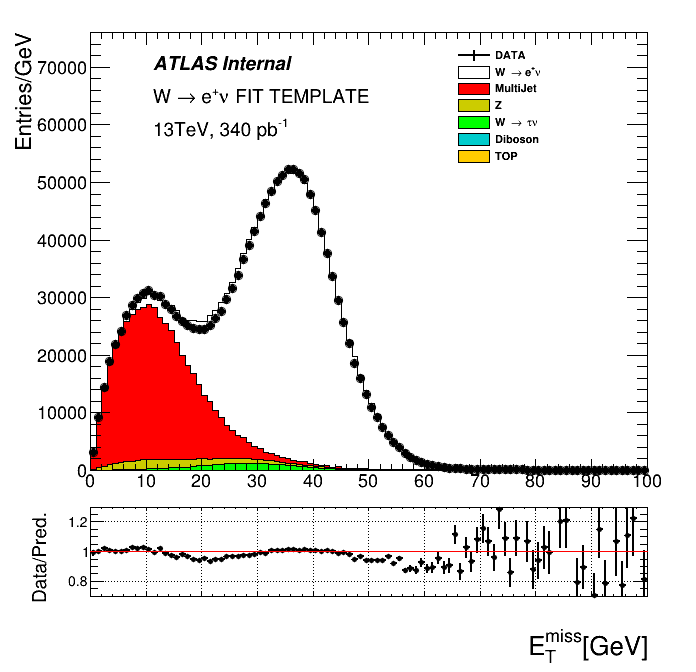 Entries/GeV
70000
60000
50000
40000
30000
20000
10000
0
ATLAS Internal
W → e⁺ν FIT TEMPLATE
13TeV, 340 pb⁻¹
DATA
W → e⁺ν
MultiJet
Z
W → τν
Diboson
TOP
0 10 20 30 40 50 60 70 80 90 100
Data/Pred.
1.2
1
0.8
E_T^miss[GeV]